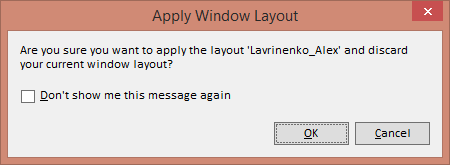 Apply Window Layout
Are you sure you want to apply the layout 'Lavrinenko_Alex' and discard
your current window layout?
Don't show me this message again
OK
Cancel